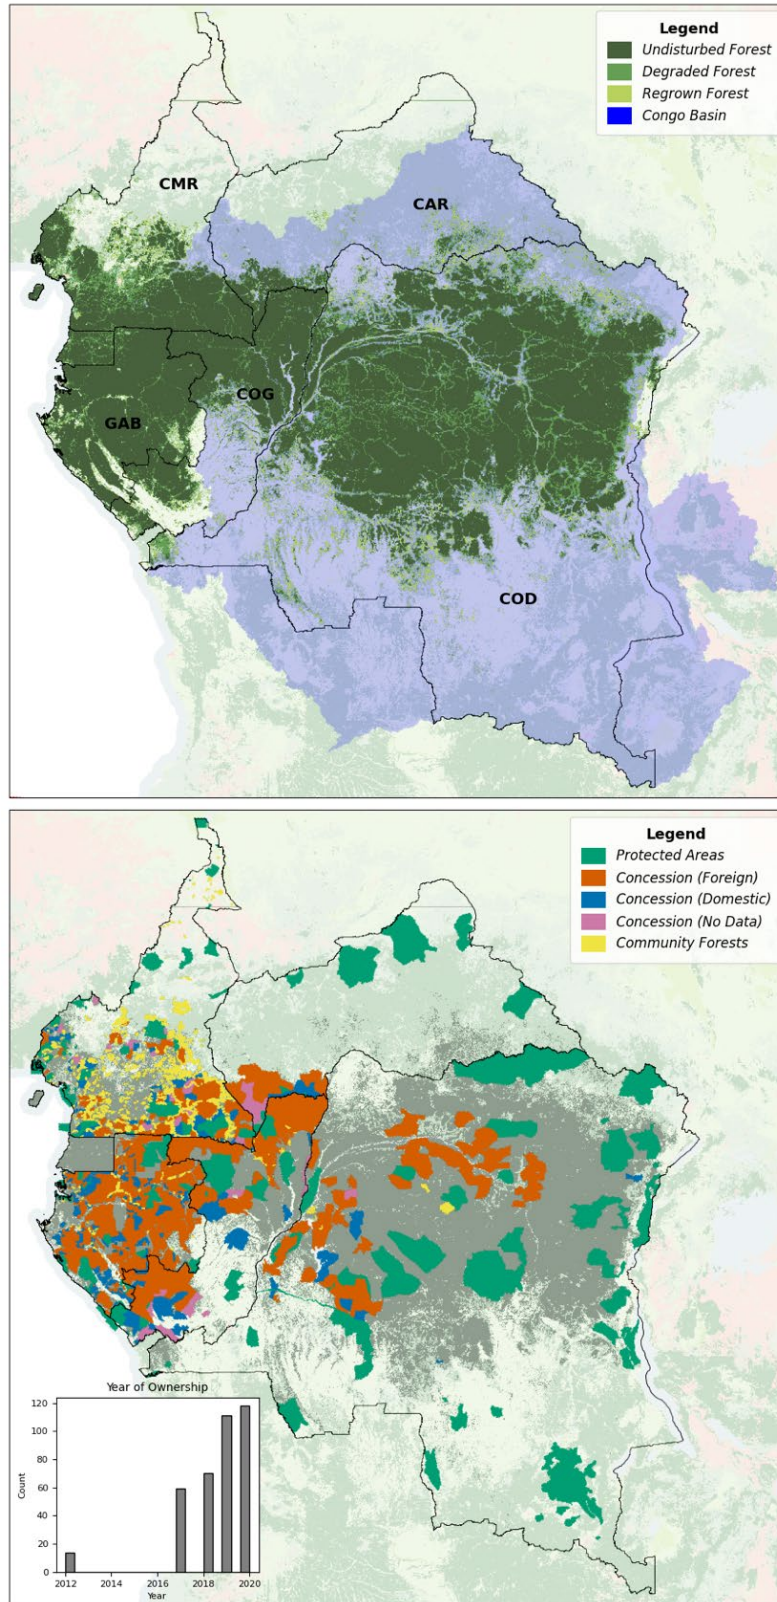 Legend
Undisturbed Forest
Degraded Forest
Regrown Forest
Congo Basin
CMR
CAR
COG
GAB
COD
Legend
Protected Areas
Concession (Foreign)
Concession (Domestic)
Concession (No Data)
Community Forests
Year of Ownership
120
100
80
60
40
20
0
Count
2012 2014 2016 2018 2020
Year